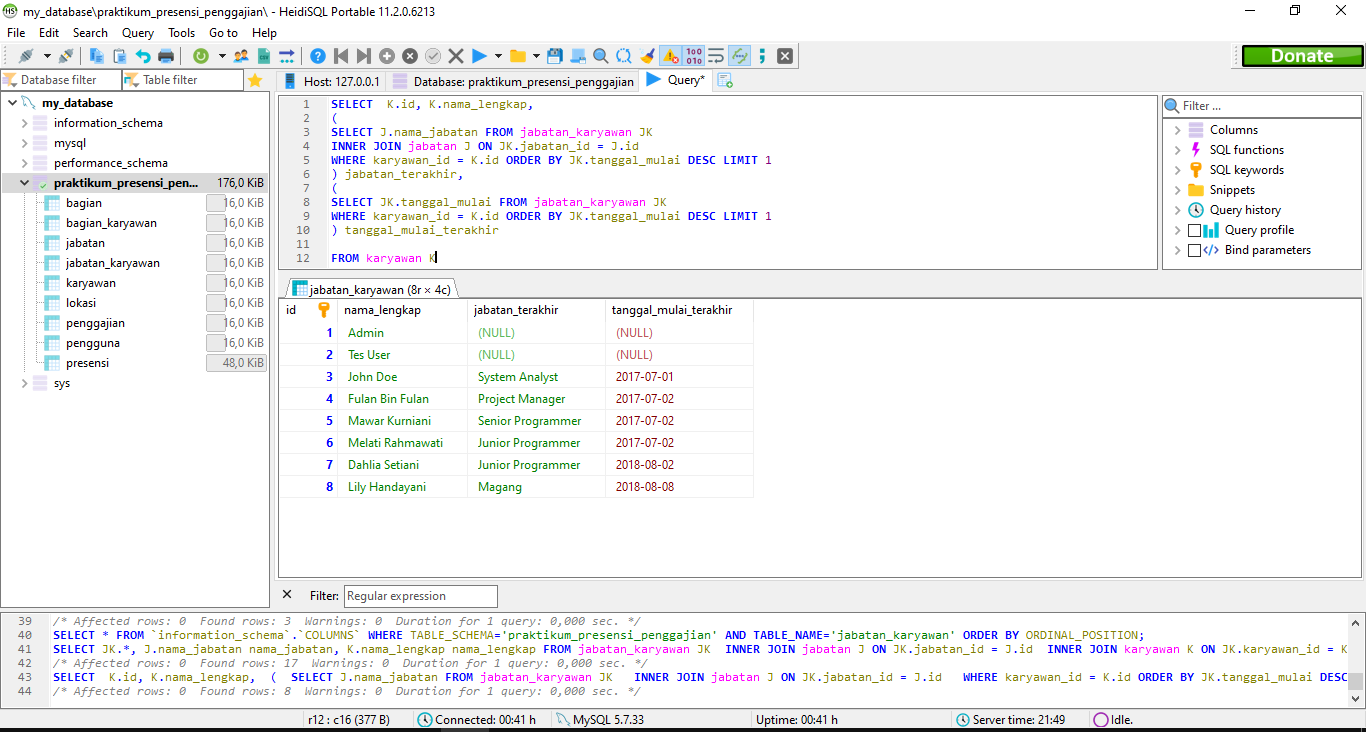 my_database\praktikum_presensi_penggajian\ - HeidiSQL Portable 11.2.0.6213
File Edit Search Query Tools Go to Help
Donate
Database filter Table filter Host: 127.0.0.1 Database: praktikum_presensi_penggajian Query*
my_database
information_schema
mysql
performance_schema
praktikum_presensi_pen... 176,0 KiB
bagian 16,0 KiB
bagian_karyawan 16,0 KiB
jabatan 16,0 KiB
jabatan_karyawan 16,0 KiB
karyawan 16,0 KiB
lokasi 16,0 KiB
penggajian 16,0 KiB
pengguna 16,0 KiB
presensi 48,0 KiB
sys
1 SELECT K.id, K.nama_lengkap,
2 (
3 SELECT J.nama_jabatan FROM jabatan_karyawan JK
4 INNER JOIN jabatan J ON JK.jabatan_id = J.id
5 WHERE karyawan_id = K.id ORDER BY JK.tanggal_mulai DESC LIMIT 1
6 ) jabatan_terakhir,
7 (
8 SELECT JK.tanggal_mulai FROM jabatan_karyawan JK
9 WHERE karyawan_id = K.id ORDER BY JK.tanggal_mulai DESC LIMIT 1
10 ) tanggal_mulai_terakhir
11
12 FROM karyawan K
Filter ...
Columns
SQL functions
SQL keywords
Snippets
Query history
Query profile
Bind parameters
jabatan_karyawan (8r × 4c)
id nama_lengkap jabatan_terakhir tanggal_mulai_terakhir
1 Admin (NULL) (NULL)
2 Tes User (NULL) (NULL)
3 John Doe System Analyst 2017-07-01
4 Fulan Bin Fulan Project Manager 2017-07-02
5 Mawar Kurniani Senior Programmer 2017-07-02
6 Melati Rahmawati Junior Programmer 2017-07-02
7 Dahlia Setiani Junior Programmer 2018-08-02
8 Lily Handayani Magang 2018-08-08
Filter: Regular expression
39 /* Affected rows: 0 Found rows: 3 Warnings: 0 Duration for 1 query: 0,000 sec. */
40 SELECT * FROM `information_schema`.`COLUMNS` WHERE TABLE_SCHEMA='praktikum_presensi_penggajian' AND TABLE_NAME='jabatan_karyawan' ORDER BY ORDINAL_POSITION;
41 SELECT JK.*, J.nama_jabatan nama_jabatan, K.nama_lengkap nama_lengkap FROM jabatan_karyawan JK INNER JOIN jabatan J ON JK.jabatan_id = J.id INNER JOIN karyawan K ON JK.karyawan_id = K
42 /* Affected rows: 0 Found rows: 17 Warnings: 0 Duration for 1 query: 0,000 sec. */
43 SELECT K.id, K.nama_lengkap, ( SELECT J.nama_jabatan FROM jabatan_karyawan JK INNER JOIN jabatan J ON JK.jabatan_id = J.id WHERE karyawan_id = K.id ORDER BY JK.tanggal_mulai DESC
44 /* Affected rows: 0 Found rows: 8 Warnings: 0 Duration for 1 query: 0,000 sec. */
r12 : c16 (377 B) Connected: 00:41 h MySQL 5.7.33 Uptime: 00:41 h Server time: 21:49 Idle.